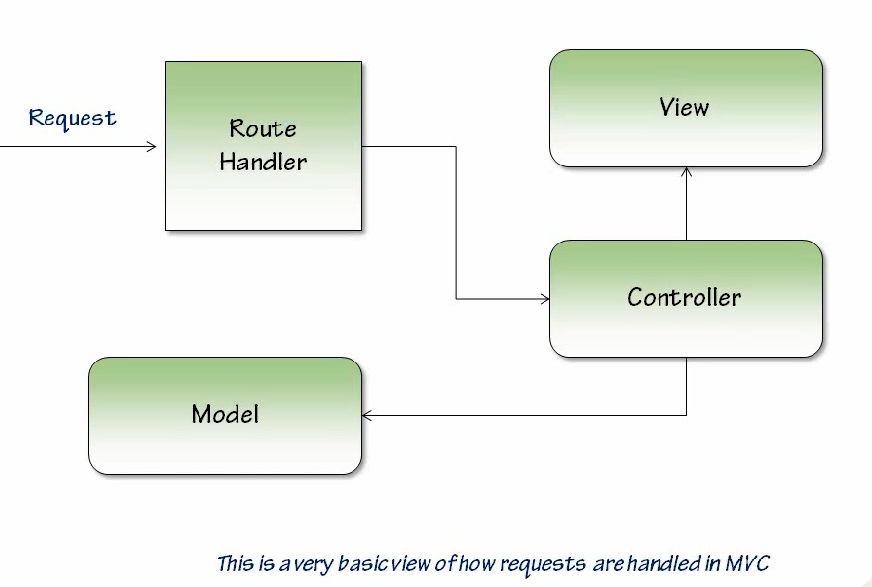 Request
Route
Handler
View
Controller
Model
This is a very basic view of how requests are handled in MVC